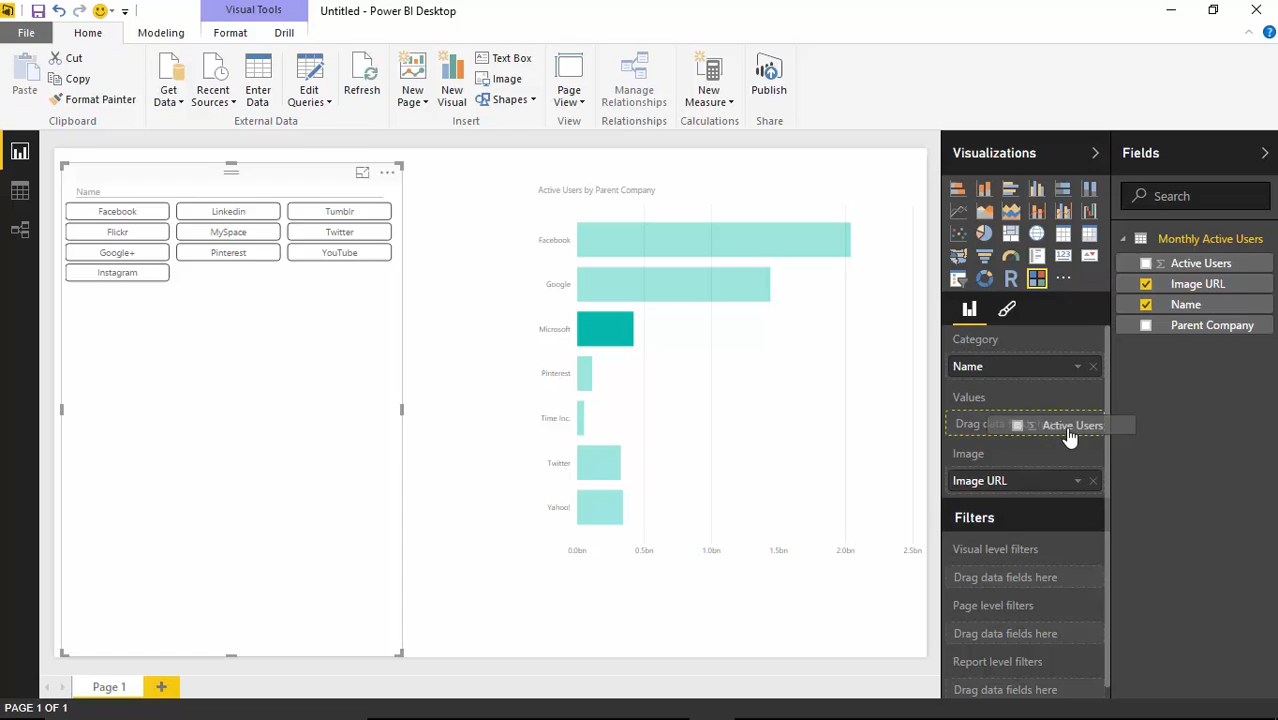 Visual Tools
Untitled - Power BI Desktop
File
Home
Modeling
Format
Drill
Paste
Cut
Copy
Format Painter
Clipboard
Get Data
Recent Sources
Enter Data
Edit Queries
Refresh
External Data
New Page
New Visual
Text Box
Image
Shapes
Insert
Page View
View
Manage Relationships
Relationships
New Measure
Calculations
Publish
Share
Name
Facebook
Linkedin
Tumblr
Flickr
MySpace
Twitter
Google+
Pinterest
YouTube
Instagram
Active Users by Parent Company
Facebook
Google
Microsoft
Pinterest
Time Inc.
Twitter
Yahoo!
0.0bn 0.5bn 1.0bn 1.5bn 2.0bn 2.5bn
Visualizations
R
Category
Name
Values
Drag d
Active Users
Image
Image URL
Filters
Visual level filters
Drag data fields here
Page level filters
Drag data fields here
Report level filters
Drag data fields here
Fields
Search
Monthly Active Users
Active Users
Image URL
Name
Parent Company
Page 1
PAGE 1 OF 1